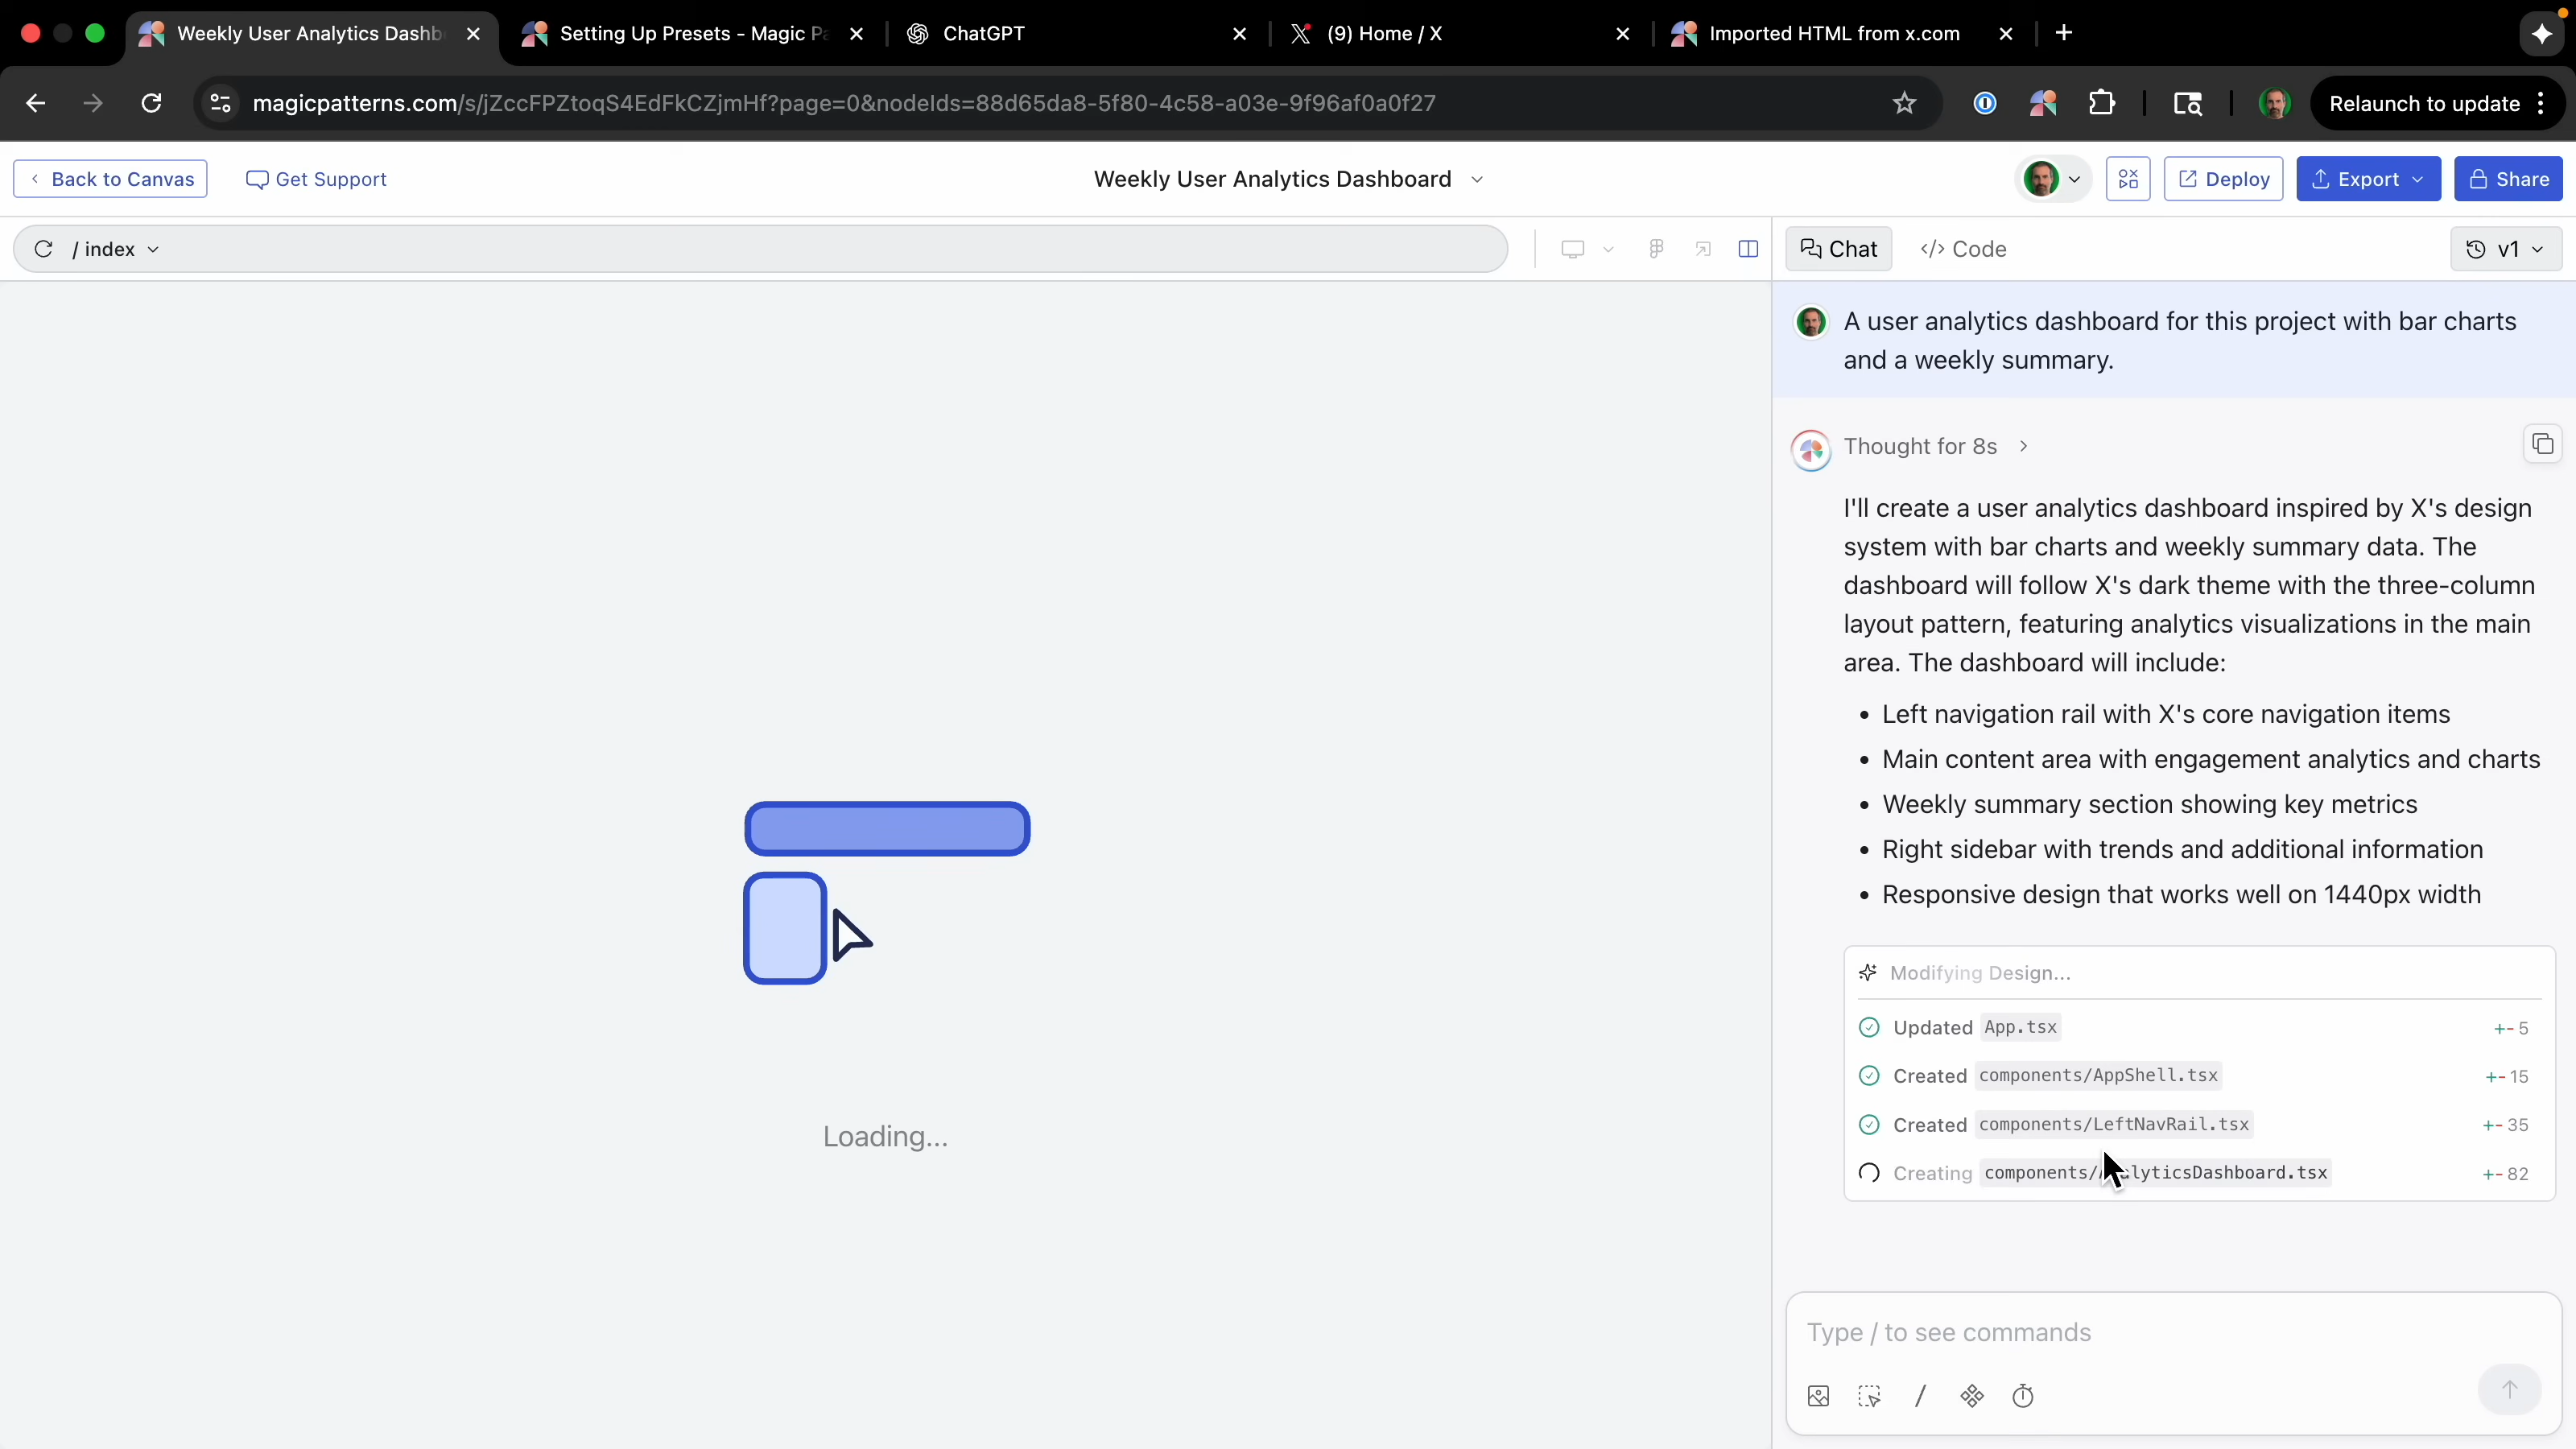 Weekly User Analytics Dashb
Setting Up Presets - Magic Pa
ChatGPT
(9) Home / X
Imported HTML from x.com
magicpatterns.com/s/jZccFPZtoqS4EdFkCZjmHf?page=0&nodeIds=88d65da8-5f80-4c58-a03e-9f96af0a0f27
Relaunch to update
Back to Canvas
Get Support
Weekly User Analytics Dashboard
Deploy
Export
Share
/ index
Chat
</> Code
v1
A user analytics dashboard for this project with bar charts
and a weekly summary.
Thought for 8s
I'll create a user analytics dashboard inspired by X's design
system with bar charts and weekly summary data. The
dashboard will follow X's dark theme with the three-column
layout pattern, featuring analytics visualizations in the main
area. The dashboard will include:
• Left navigation rail with X's core navigation items
• Main content area with engagement analytics and charts
• Weekly summary section showing key metrics
• Right sidebar with trends and additional information
• Responsive design that works well on 1440px width
Modifying Design...
Updated App.tsx +- 5
Created components/AppShell.tsx +- 15
Created components/LeftNavRail.tsx +- 35
Creating components/AnalyticsDashboard.tsx +- 82
Loading...
Type / to see commands